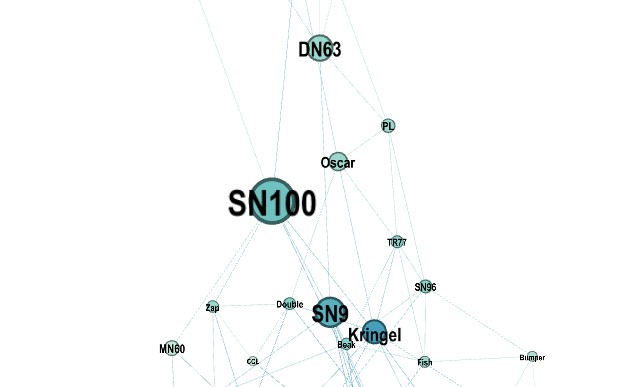 DN63
PL
Oscar
SN100
TR77
SN96
Zap
Double
SN9
Kringel
Beak
MN60
CCL
Fish
Bumper